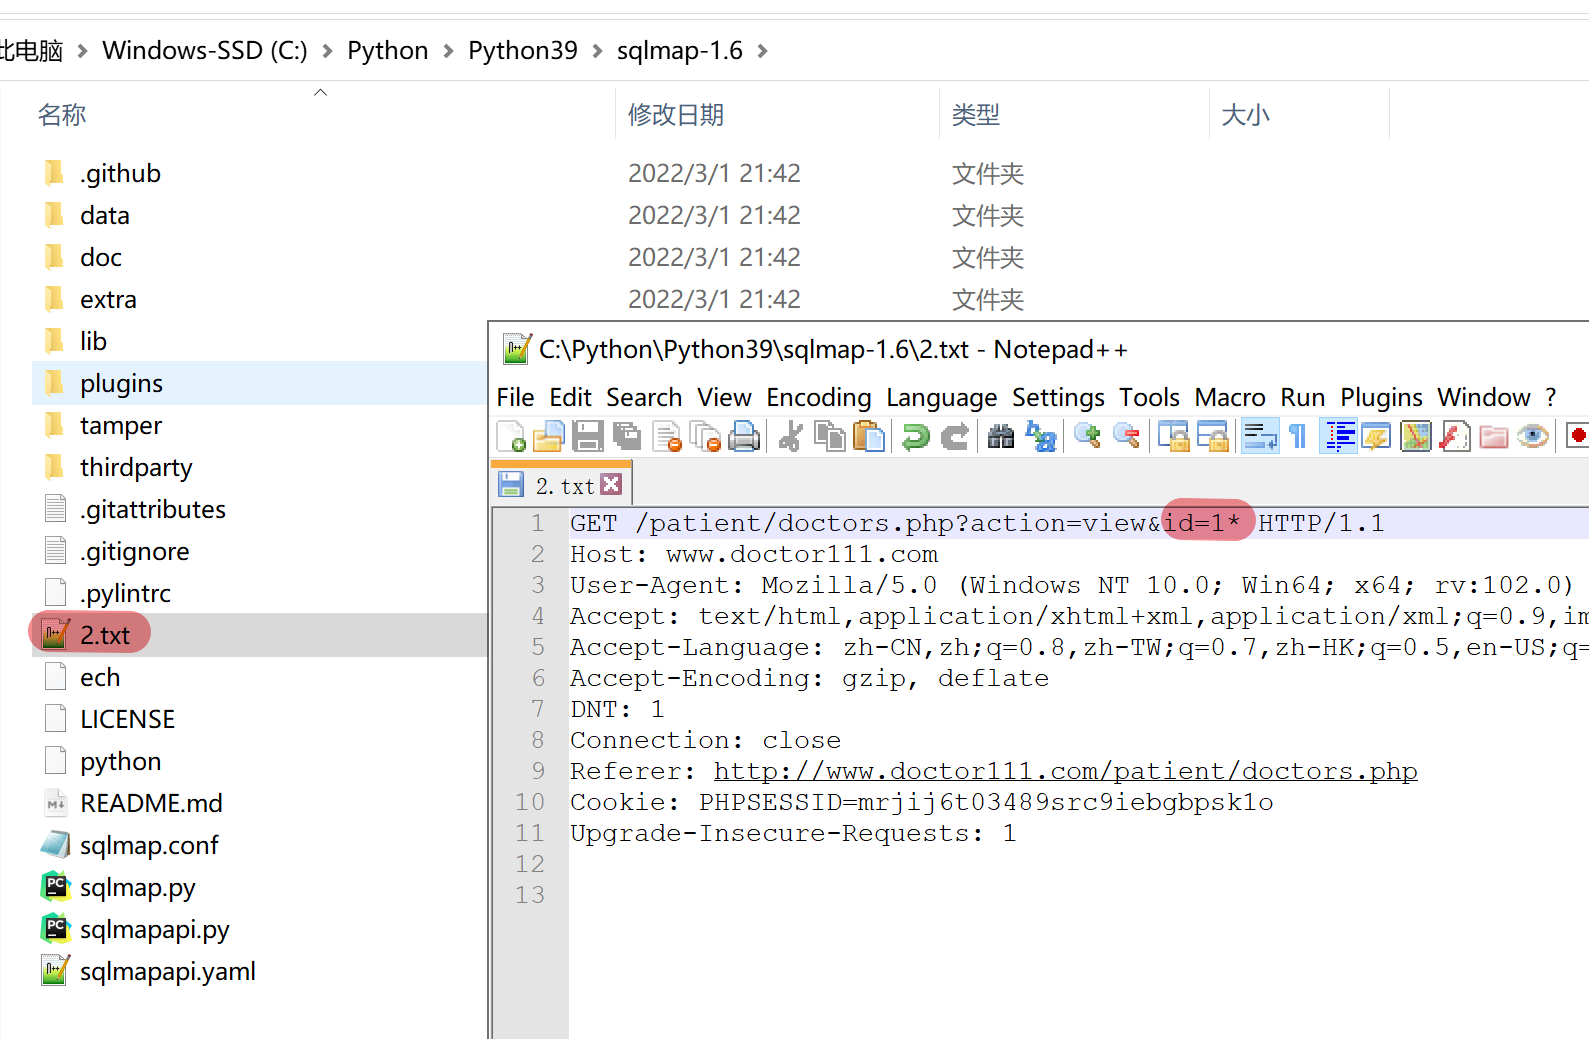 此电脑 > Windows-SSD (C:) > Python > Python39 > sqlmap-1.6 >
名称 修改日期 类型 大小
.github 2022/3/1 21:42 文件夹
data 2022/3/1 21:42 文件夹
doc 2022/3/1 21:42 文件夹
extra 2022/3/1 21:42 文件夹
lib
plugins
tamper
thirdparty
.gitattributes
.gitignore
.pylintrc
2.txt
ech
LICENSE
python
README.md
sqlmap.conf
sqlmap.py
sqlmapapi.py
sqlmapapi.yaml
C:\Python\Python39\sqlmap-1.6\2.txt - Notepad++
File Edit Search View Encoding Language Settings Tools Macro Run Plugins Window ?
2.txt
1 GET /patient/doctors.php?action=view&id=1* HTTP/1.1
2 Host: www.doctor111.com
3 User-Agent: Mozilla/5.0 (Windows NT 10.0; Win64; x64; rv:102.0)
4 Accept: text/html,application/xhtml+xml,application/xml;q=0.9,im
5 Accept-Language: zh-CN,zh;q=0.8,zh-TW;q=0.7,zh-HK;q=0.5,en-US;q=
6 Accept-Encoding: gzip, deflate
7 DNT: 1
8 Connection: close
9 Referer: http://www.doctor111.com/patient/doctors.php
10 Cookie: PHPSESSID=mrjij6t03489src9iebgbpsk1o
11 Upgrade-Insecure-Requests: 1
12
13